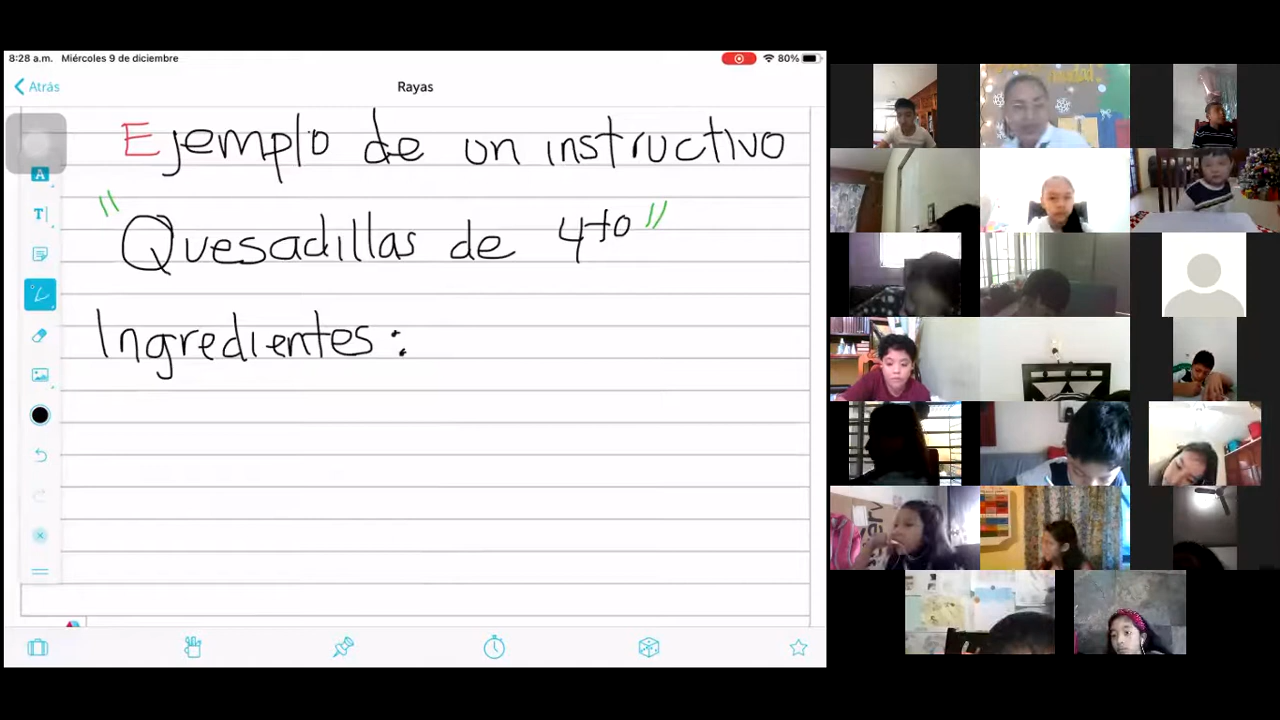 8:28 a.m. Miércoles 9 de diciembre
80%
Atrás
Rayas
Ejemplo de un instructivo
"Quesadillas de 4to"
Ingredientes:
A
T